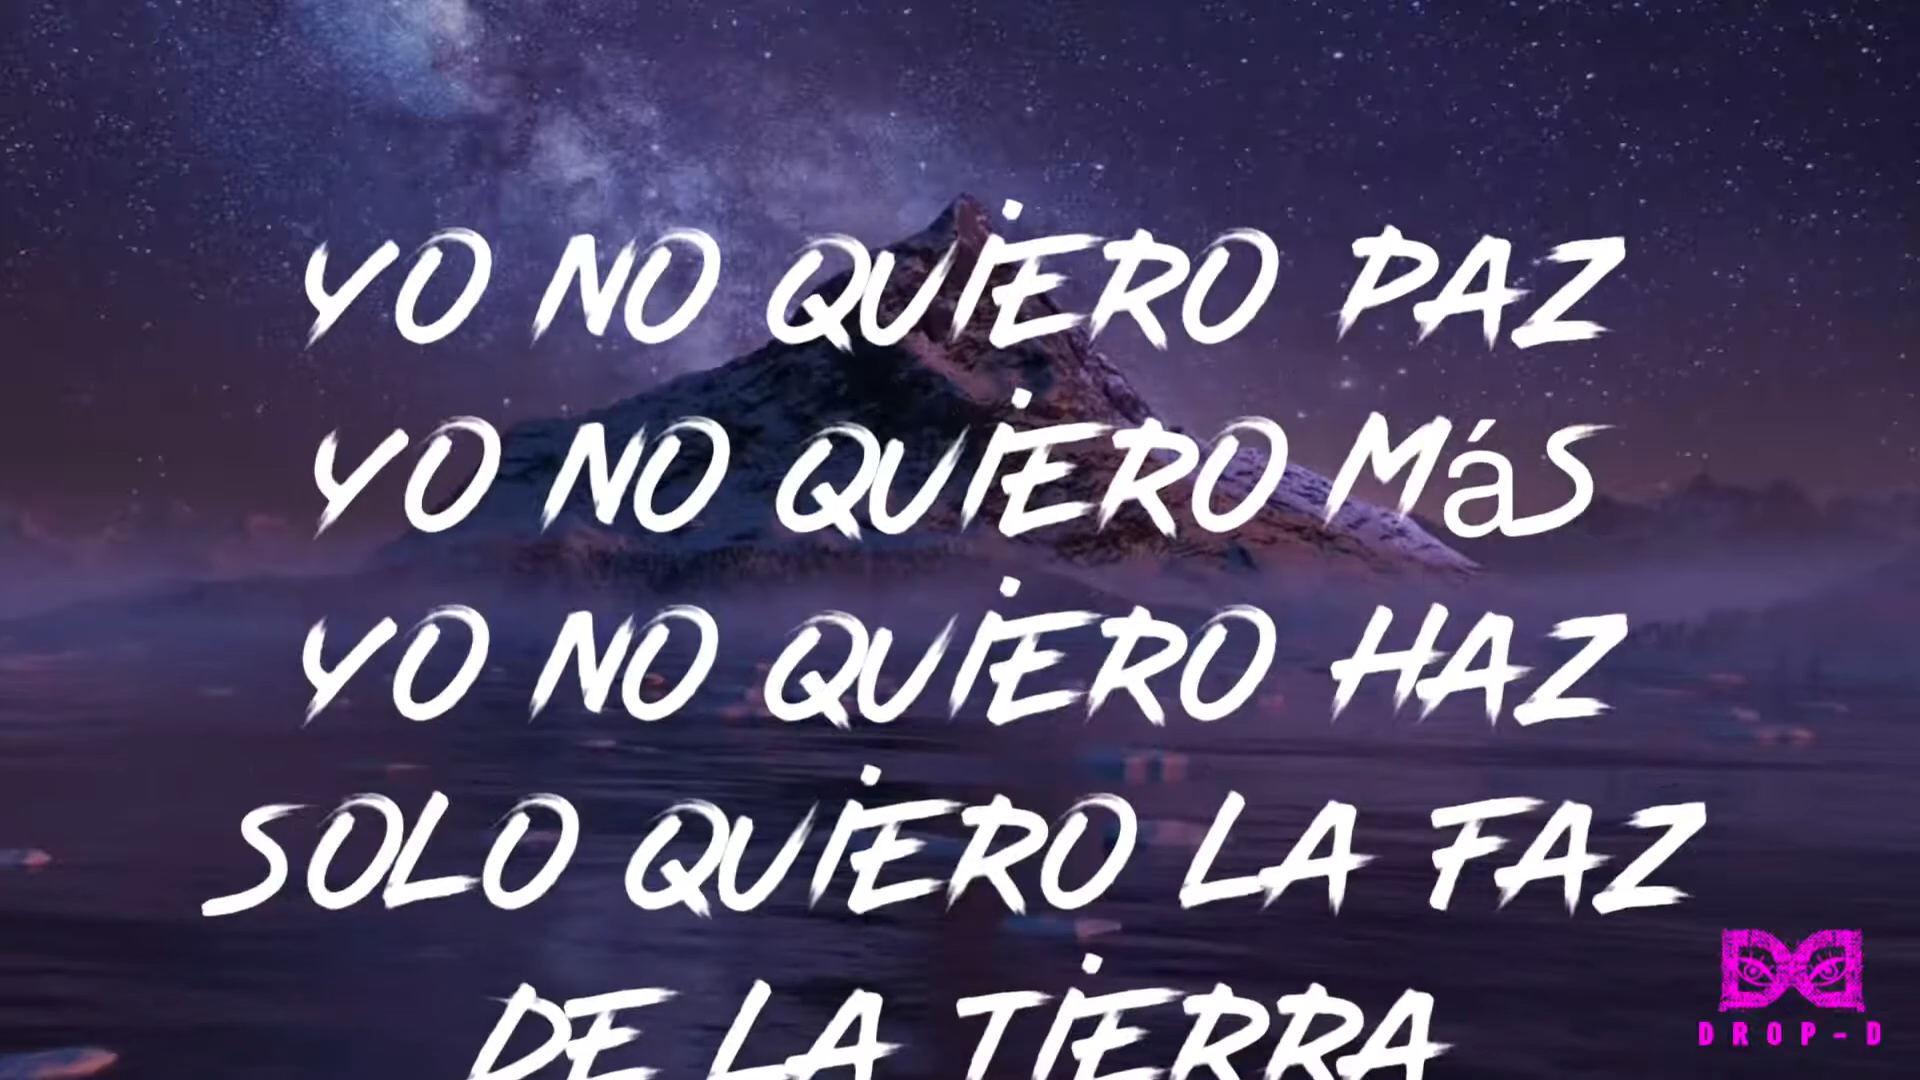 YO NO QUIERO PAZ
YO NO QUIERO MáS
YO NO QUIERO HAZ
SOLO QUIERO LA FAZ
DE LA TIERRA
DROP-D